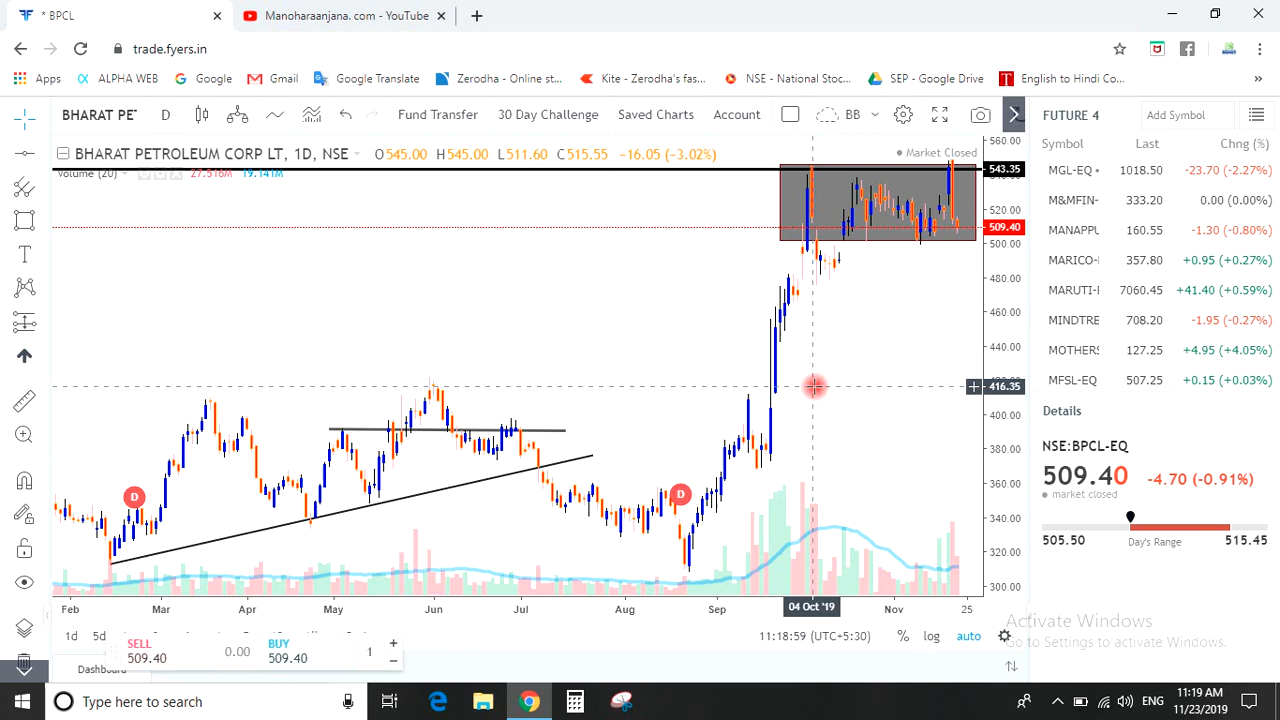 * BPCL
Manoharaanjana. com - YouTube
trade.fyers.in
Apps
ALPHA WEB
Google
Gmail
Google Translate
Zerodha - Online st...
Kite - Zerodha's fas...
NSE - National Stoc...
SEP - Google Drive
English to Hindi Co...
»
BHARAT PE
D
Fund Transfer
30 Day Challenge
Saved Charts
Account
BB
FUTURE 4
Add Symbol
BHARAT PETROLEUM CORP LT, 1D, NSE
O545.00 H545.00 L511.60 C515.55 -16.05 (-3.02%)
Market Closed
Volume (20)
27.516M
19.141M
560.00
543.35
520.00
509.40
500.00
480.00
460.00
440.00
416.35
400.00
380.00
360.00
340.00
320.00
300.00
D
D
Symbol Last Chng (%)
MGL-EQ 1018.50 -23.70 (-2.27%)
M&MFIN- 333.20 0.00 (0.00%)
MANAPPU 160.55 -1.30 (-0.80%)
MARICO- 357.80 +0.95 (+0.27%)
MARUTI-E 7060.45 +41.40 (+0.59%)
MINDTRE 708.20 -1.95 (-0.27%)
MOTHERS 127.25 +4.95 (+4.05%)
MFSL-EQ 507.25 +0.15 (+0.03%)
Details
NSE:BPCL-EQ
509.40 -4.70 (-0.91%)
market closed
505.50 Day's Range 515.45
Feb Mar Apr May Jun Jul Aug Sep 04 Oct '19 Nov 25
1d 5d
11:18:59 (UTC+5:30) % log auto
SELL
509.40
0.00
BUY
509.40
1
+
−
Dashboard
Activate Windows
Go to Settings to activate Windows.
Type here to search
ENG
11:19 AM
11/23/2019